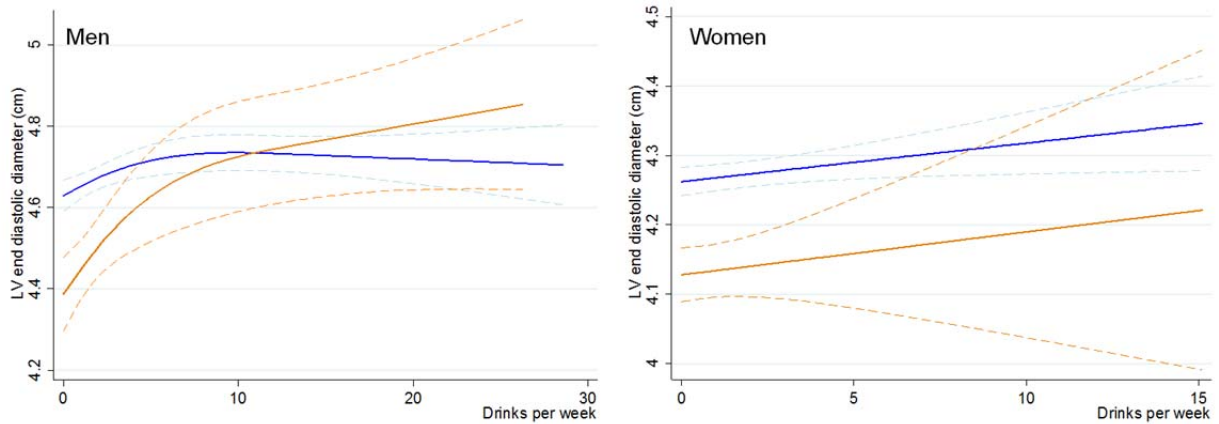 Men
LV end diastolic diameter (cm)
5
4.8
4.6
4.4
4.2
0 10 20 30
Drinks per week
Women
LV end diastolic diameter (cm)
4.5
4.4
4.3
4.2
4.1
4
0 5 10 15
Drinks per week